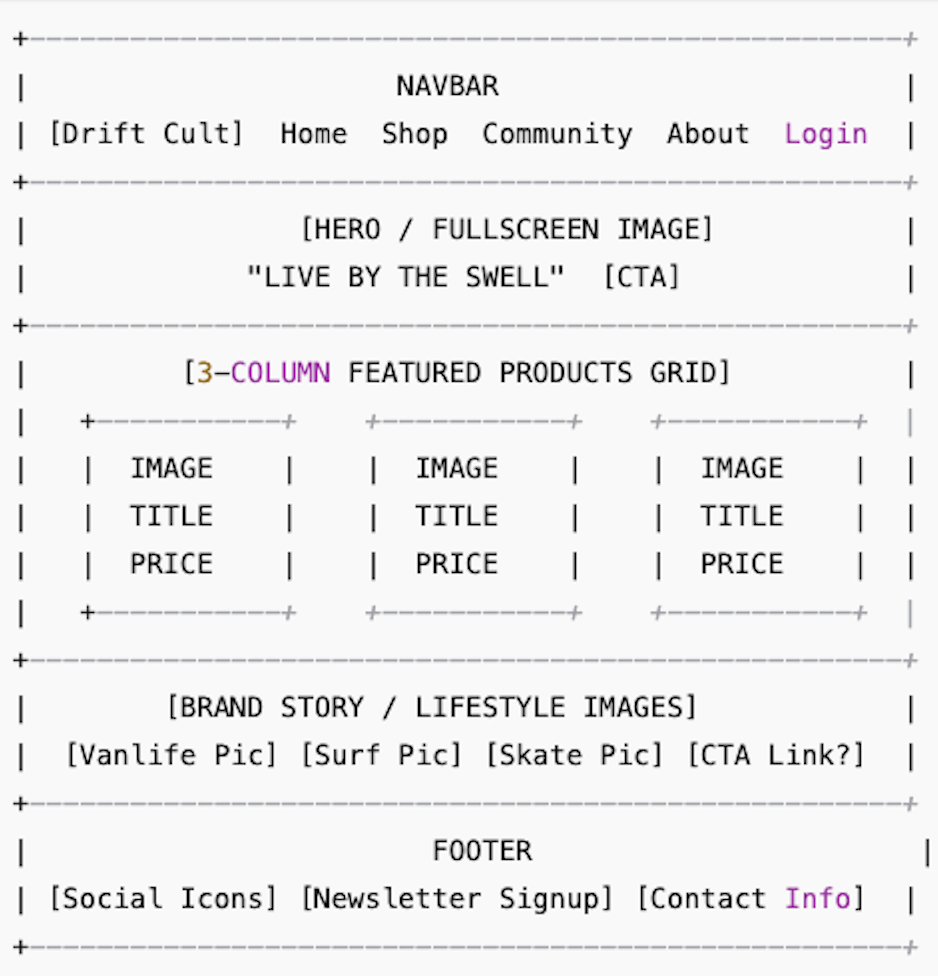 +----------------------------------------------------+
|                      NAVBAR                        |
| [Drift Cult]  Home  Shop  Community  About  Login  |
+----------------------------------------------------+
|                [HERO / FULLSCREEN IMAGE]           |
|             "LIVE BY THE SWELL"  [CTA]             |
+----------------------------------------------------+
|         [3-COLUMN FEATURED PRODUCTS GRID]          |
|   +-----------+    +-----------+    +-----------+  |
|   |  IMAGE    |    |  IMAGE    |    |  IMAGE    |  |
|   |  TITLE    |    |  TITLE    |    |  TITLE    |  |
|   |  PRICE    |    |  PRICE    |    |  PRICE    |  |
|   +-----------+    +-----------+    +-----------+  |
+----------------------------------------------------+
|        [BRAND STORY / LIFESTYLE IMAGES]            |
|  [Vanlife Pic] [Surf Pic] [Skate Pic] [CTA Link?]  |
+----------------------------------------------------+
|                        FOOTER                       |
| [Social Icons] [Newsletter Signup] [Contact Info]  |
+----------------------------------------------------+